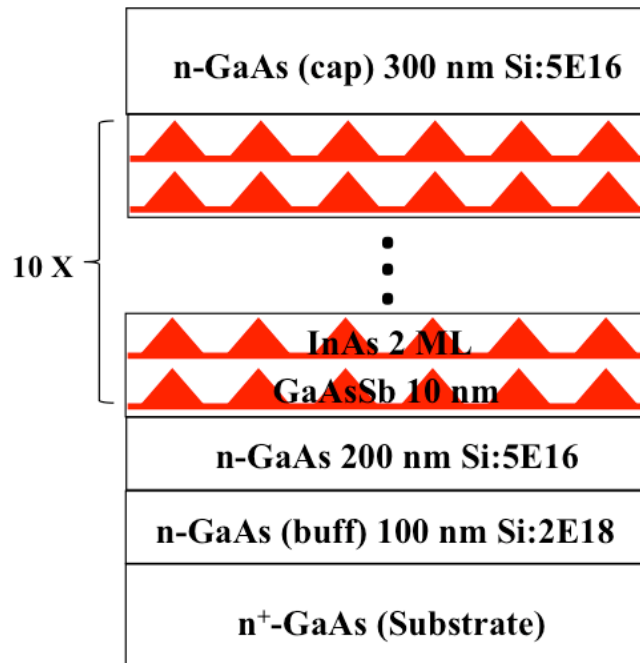 n-GaAs (cap) 300 nm Si:5E16
10 X
InAs 2 ML
GaAsSb 10 nm
n-GaAs 200 nm Si:5E16
n-GaAs (buff) 100 nm Si:2E18
n⁺-GaAs (Substrate)